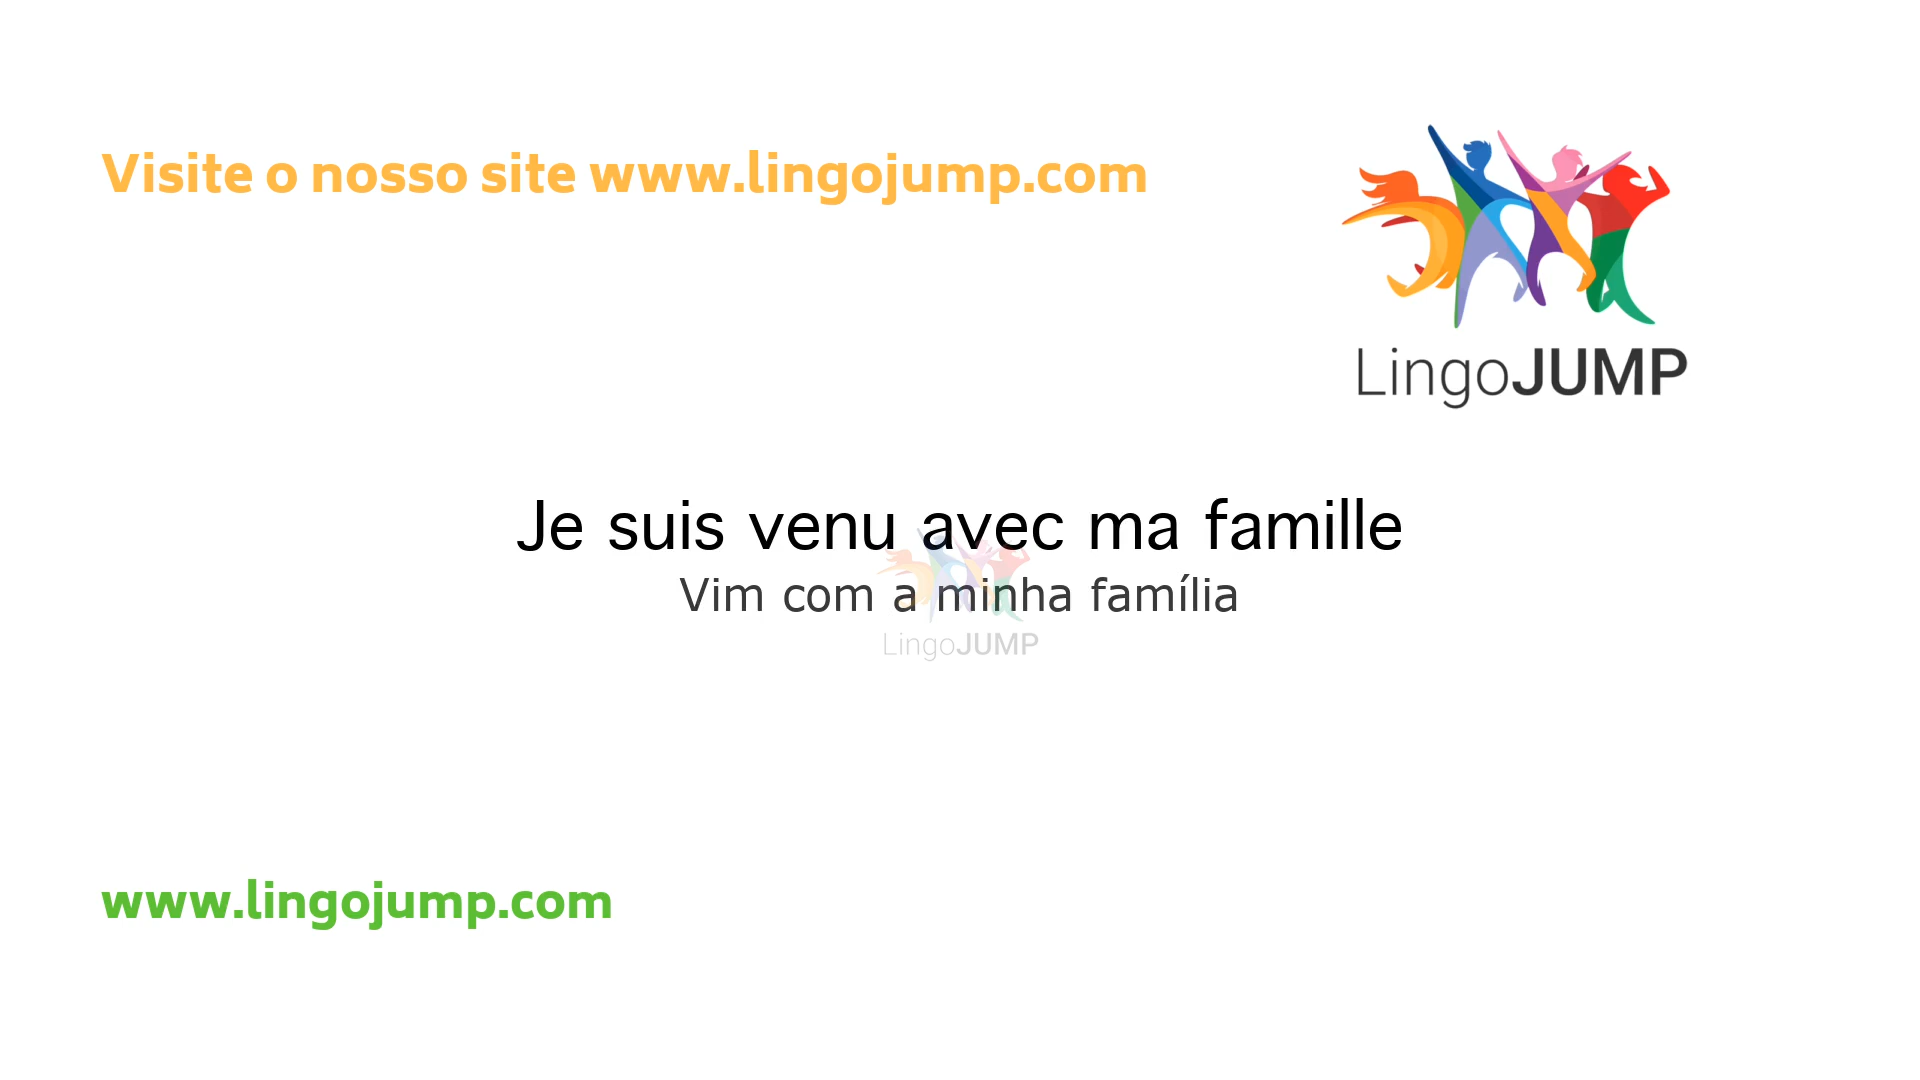 Visite o nosso site www.lingojump.com
LingoJUMP
Je suis venu avec ma famille
Vim com a minha família
LingoJUMP
www.lingojump.com